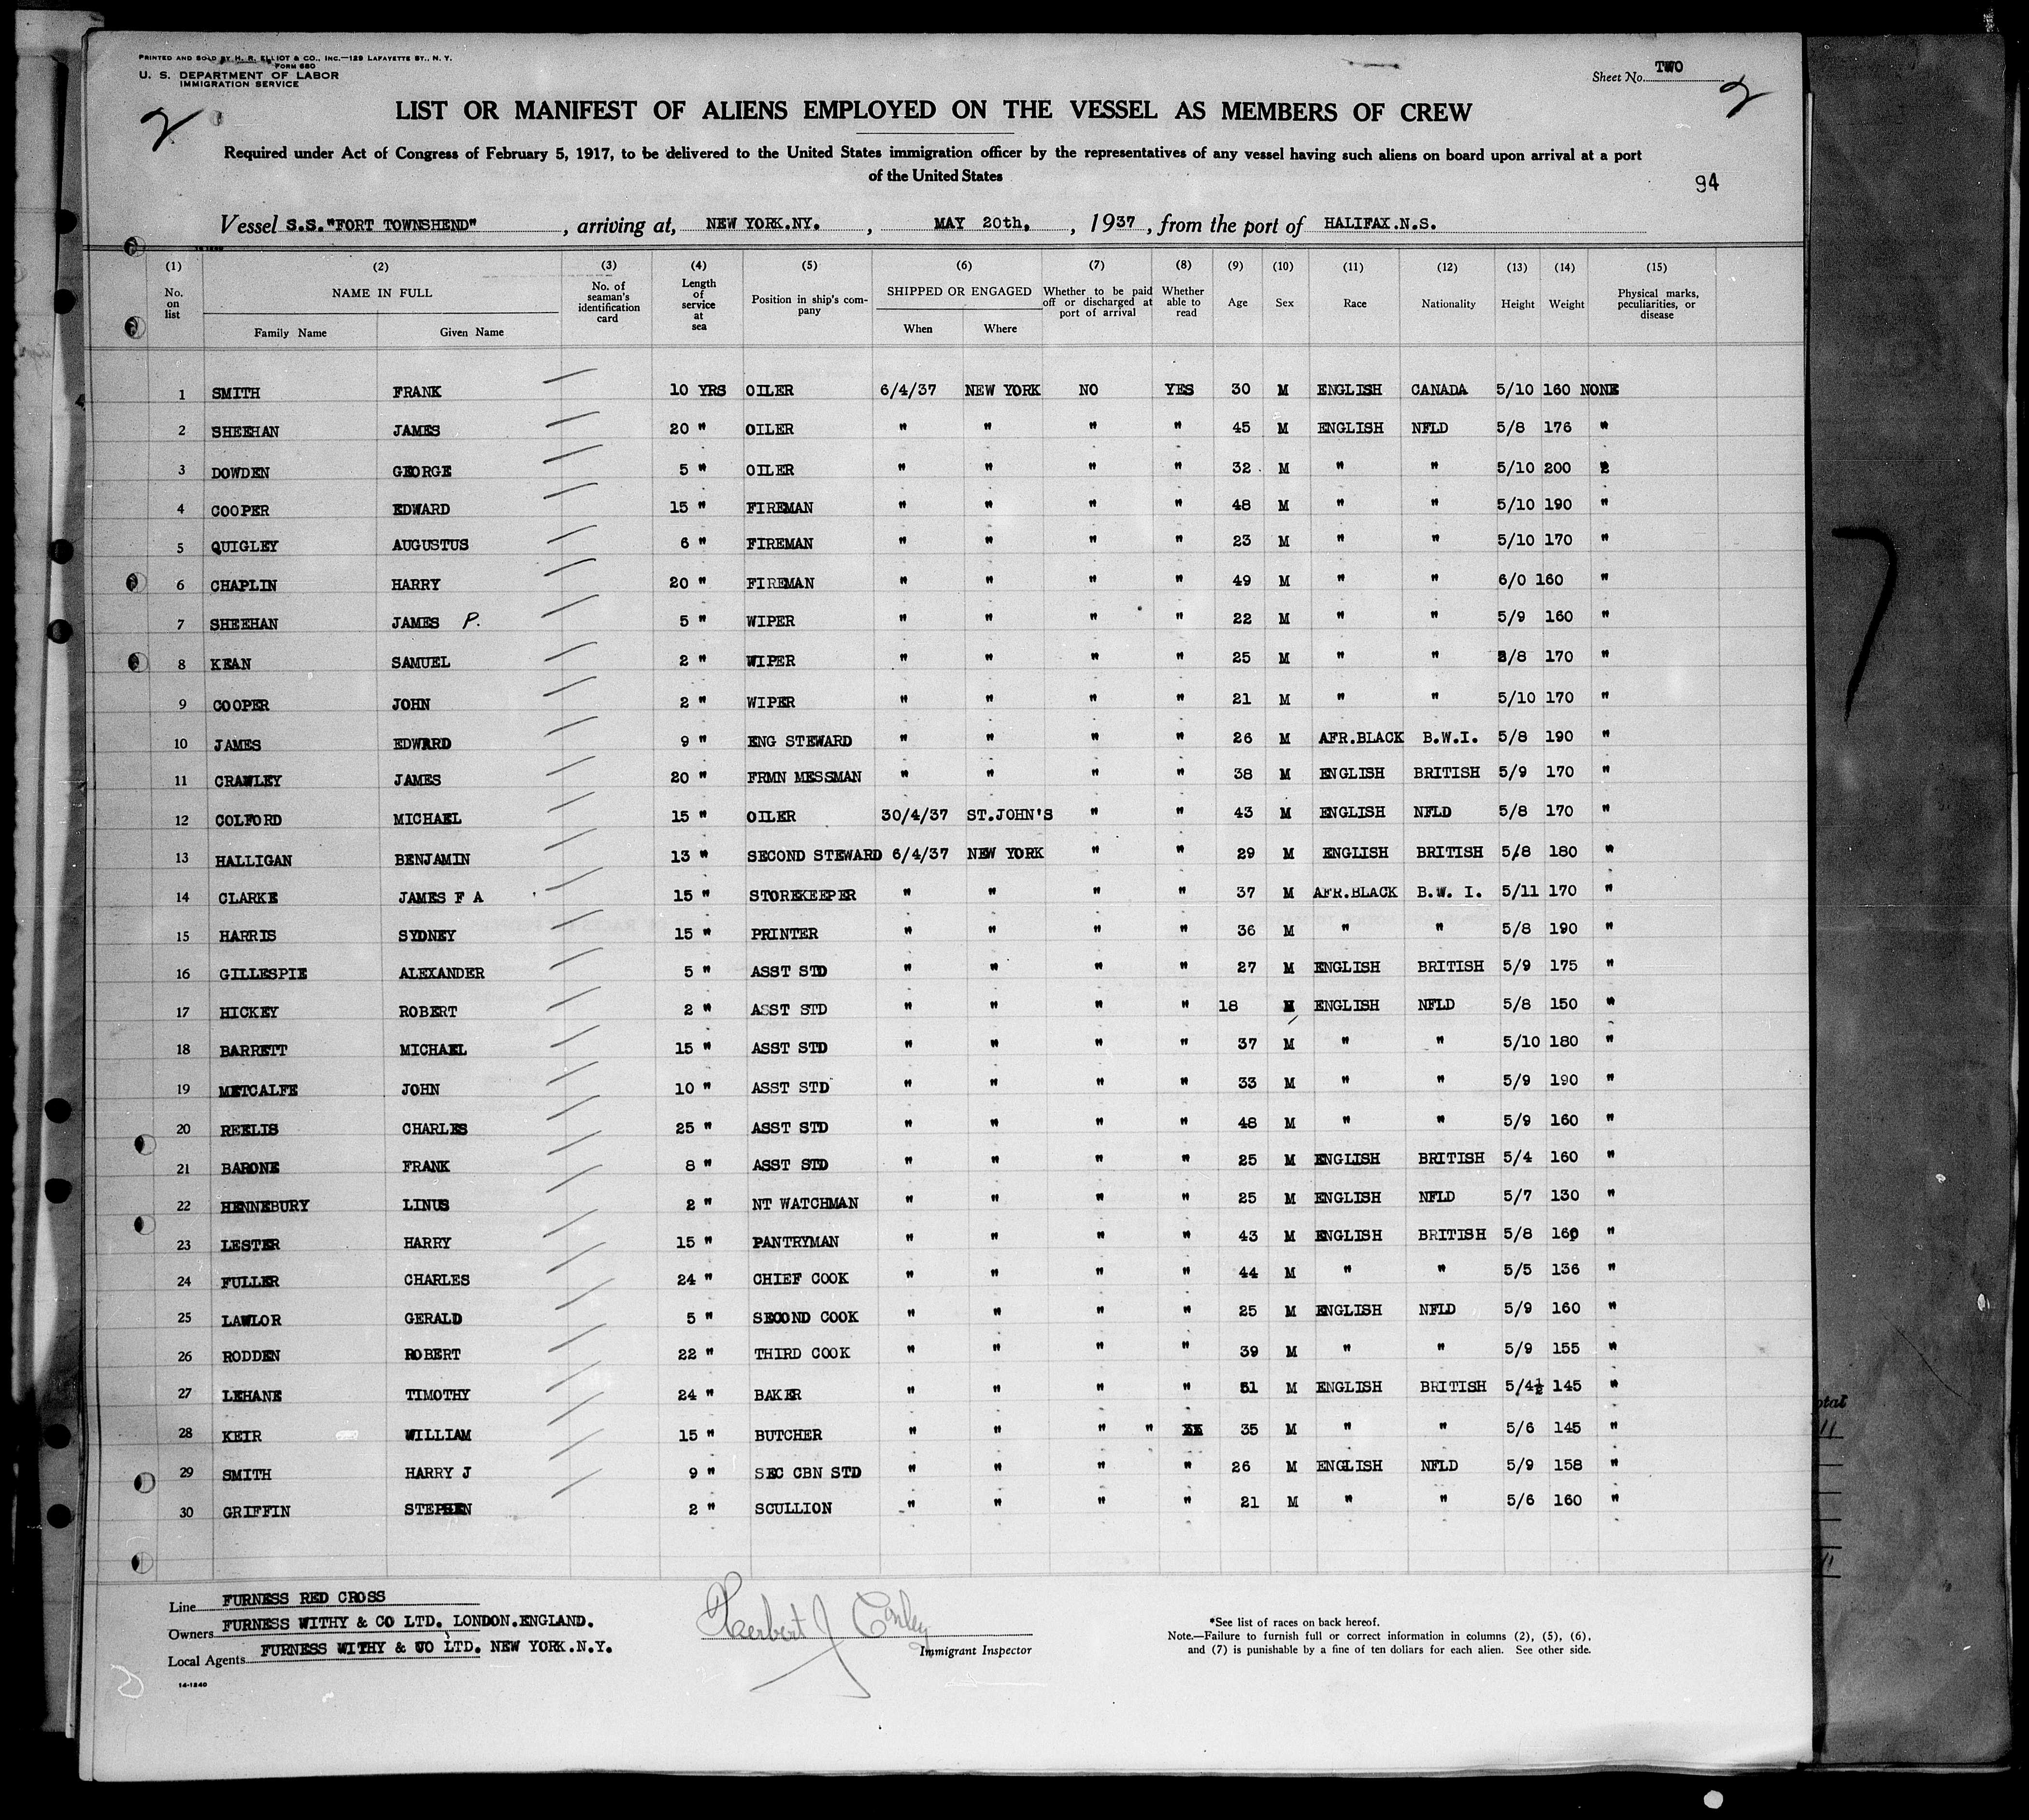 PRINTED AND SOLD BY H. R. ELLIOT & CO., INC.—129 LAFAYETTE ST., N. Y.
FORM 680
U. S. DEPARTMENT OF LABOR
IMMIGRATION SERVICE
Sheet No. TWO
2 2
LIST OR MANIFEST OF ALIENS EMPLOYED ON THE VESSEL AS MEMBERS OF CREW
Required under Act of Congress of February 5, 1917, to be delivered to the United States immigration officer by the representatives of any vessel having such aliens on board upon arrival at a port
of the United States
94
Vessel S.S."FORT TOWNSHEND", arriving at, NEW YORK.NY., MAY 20th,, 1937, from the port of HALIFAX.N.S.
(1) (2) (3) (4) (5) (6) (7) (8) (9) (10) (11) (12) (13) (14) (15)
No. on list NAME IN FULL Family Name Given Name No. of seaman's identification card Length of service at sea Position in ship's company SHIPPED OR ENGAGED When Where Whether to be paid off or discharged at port of arrival Whether able to read Age Sex Race Nationality Height Weight Physical marks, peculiarities, or disease
1 SMITH FRANK 10 YRS OILER 6/4/37 NEW YORK NO YES 30 M ENGLISH CANADA 5/10 160 NONE
2 SHEEHAN JAMES 20 " OILER " " " " 45 M ENGLISH NFLD 5/8 176 "
3 DOWDEN GEORGE 5 " OILER " " " " 32 M " " 5/10 200
4 COOPER EDWARD 15 " FIREMAN " " " " 48 M " " 5/10 190 "
5 QUIGLEY AUGUSTUS 6 " FIREMAN " " " " 23 M " " 5/10 170 "
6 CHAPLIN HARRY 20 " FIREMAN " " " " 49 M " " 6/0 160 "
7 SHEEHAN JAMES P. 5 " WIPER " " " " 22 M " " 5/9 160 "
8 KEAN SAMUEL 2 " WIPER " " " " 25 M " " 5/8 170 "
9 COOPER JOHN 2 " WIPER " " " " 21 M " " 5/10 170 "
10 JAMES EDWARD 9 " ENG STEWARD " " " " 26 M AFR.BLACK B.W.I. 5/8 190 "
11 CRAWLEY JAMES 20 " FRMN MESSMAN " " " " 38 M ENGLISH BRITISH 5/9 170 "
12 COLFORD MICHAEL 15 " OILER 30/4/37 ST.JOHN'S " " 43 M ENGLISH NFLD 5/8 170 "
13 HALLIGAN BENJAMIN 13 " SECOND STEWARD 6/4/37 NEW YORK " " 29 M ENGLISH BRITISH 5/8 180 "
14 CLARKE JAMES F A 15 " STOREKEEPER " " " " 37 M AFR.BLACK B.W. I. 5/11 170 "
15 HARRIS SYDNEY 15 " PRINTER " " " " 36 M " " 5/8 190 "
16 GILLESPIE ALEXANDER 5 " ASST STD " " " " 27 M ENGLISH BRITISH 5/9 175 "
17 HICKEY ROBERT 2 " ASST STD " " " " 18 M ENGLISH NFLD 5/8 150 "
18 BARRETT MICHAEL 15 " ASST STD " " " " 37 M " " 5/10 180 "
19 METCALFE JOHN 10 " ASST STD " " " " 33 M " " 5/9 190 "
20 REELIS CHARLES 25 " ASST STD " " " " 48 M " " 5/9 160 "
21 BARONE FRANK 8 " ASST STD " " " " 25 M ENGLISH BRITISH 5/4 160 "
22 HENNEBURY LINUS 2 " NT WATCHMAN " " " " 25 M ENGLISH NFLD 5/7 130 "
23 LESTER HARRY 15 " PANTRYMAN " " " " 43 M ENGLISH BRITISH 5/8 160 "
24 FULLER CHARLES 24 " CHIEF COOK " " " " 44 M " " 5/5 136 "
25 LAWLOR GERALD 5 " SECOND COOK " " " " 25 M ENGLISH NFLD 5/9 160 "
26 RODDEN ROBERT 22 " THIRD COOK " " " " 39 M " " 5/9 155 "
27 LEHANE TIMOTHY 24 " BAKER " " " " 51 M ENGLISH BRITISH 5/4½ 145 "
28 KEIR WILLIAM 15 " BUTCHER " " " " 35 M " " 5/6 145 "
29 SMITH HARRY J 9 " SEC CBN STD " " " " 26 M ENGLISH NFLD 5/9 158 "
30 GRIFFIN STEPHEN 2 " SCULLION " " " " 21 M " " 5/6 160 "
Line FURNESS RED CROSS
Owners FURNESS WITHY & CO LTD. LONDON.ENGLAND.
Local Agents FURNESS WITHY & CO LTD. NEW YORK.N.Y.
14-1240
Herbert J Conley
Immigrant Inspector
*See list of races on back hereof.
Note.—Failure to furnish full or correct information in columns (2), (5), (6),
and (7) is punishable by a fine of ten dollars for each alien. See other side.